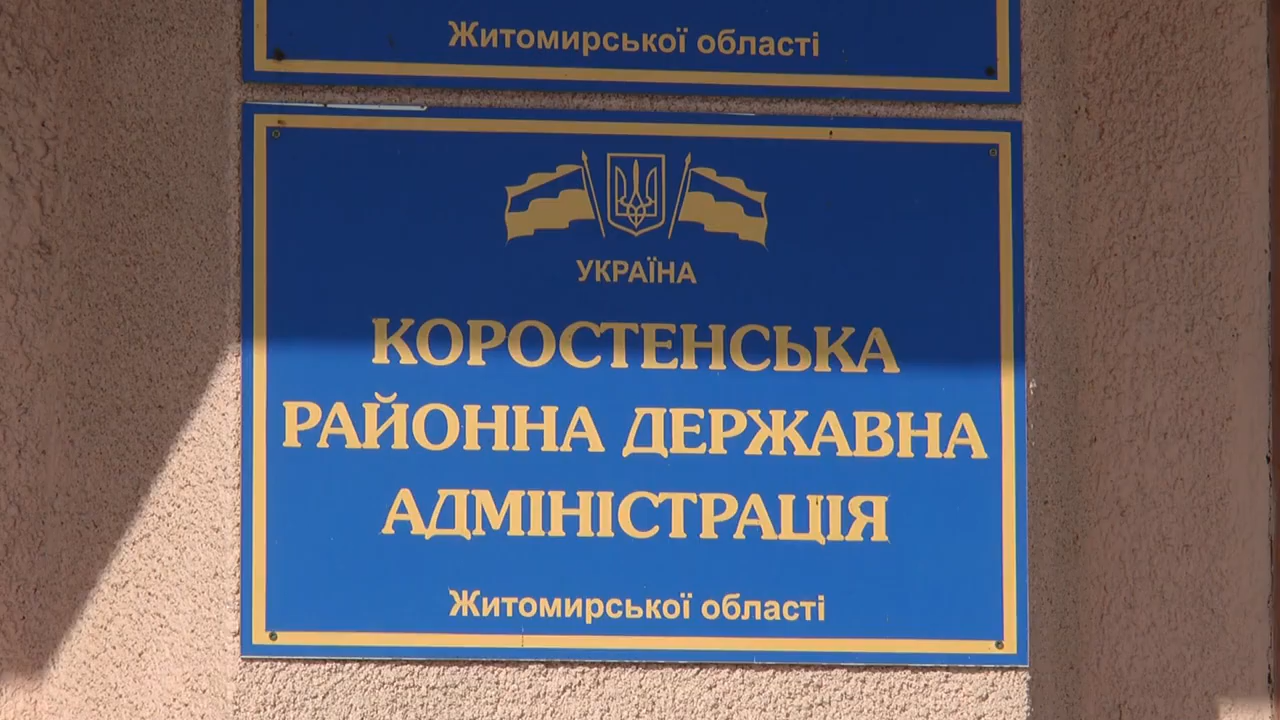 Житомирської області
УКРАЇНА
КОРОСТЕНСЬКА
РАЙОННА ДЕРЖАВНА
АДМІНІСТРАЦІЯ
Житомирської області